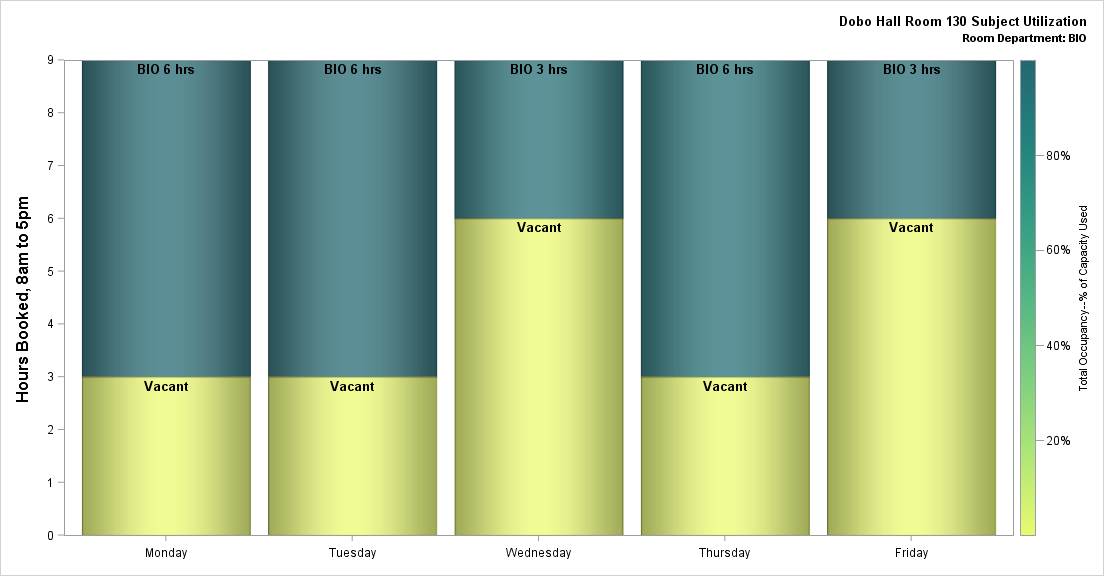 Dobo Hall Room 130 Subject Utilization
Room Department: BIO
Hours Booked, 8am to 5pm
9
8
7
6
5
4
3
2
1
0
BIO 6 hrs
BIO 6 hrs
BIO 3 hrs
BIO 6 hrs
BIO 3 hrs
Vacant
Vacant
Vacant
Vacant
Vacant
Monday
Tuesday
Wednesday
Thursday
Friday
80%
60%
40%
20%
Total Occupancy--% of Capacity Used